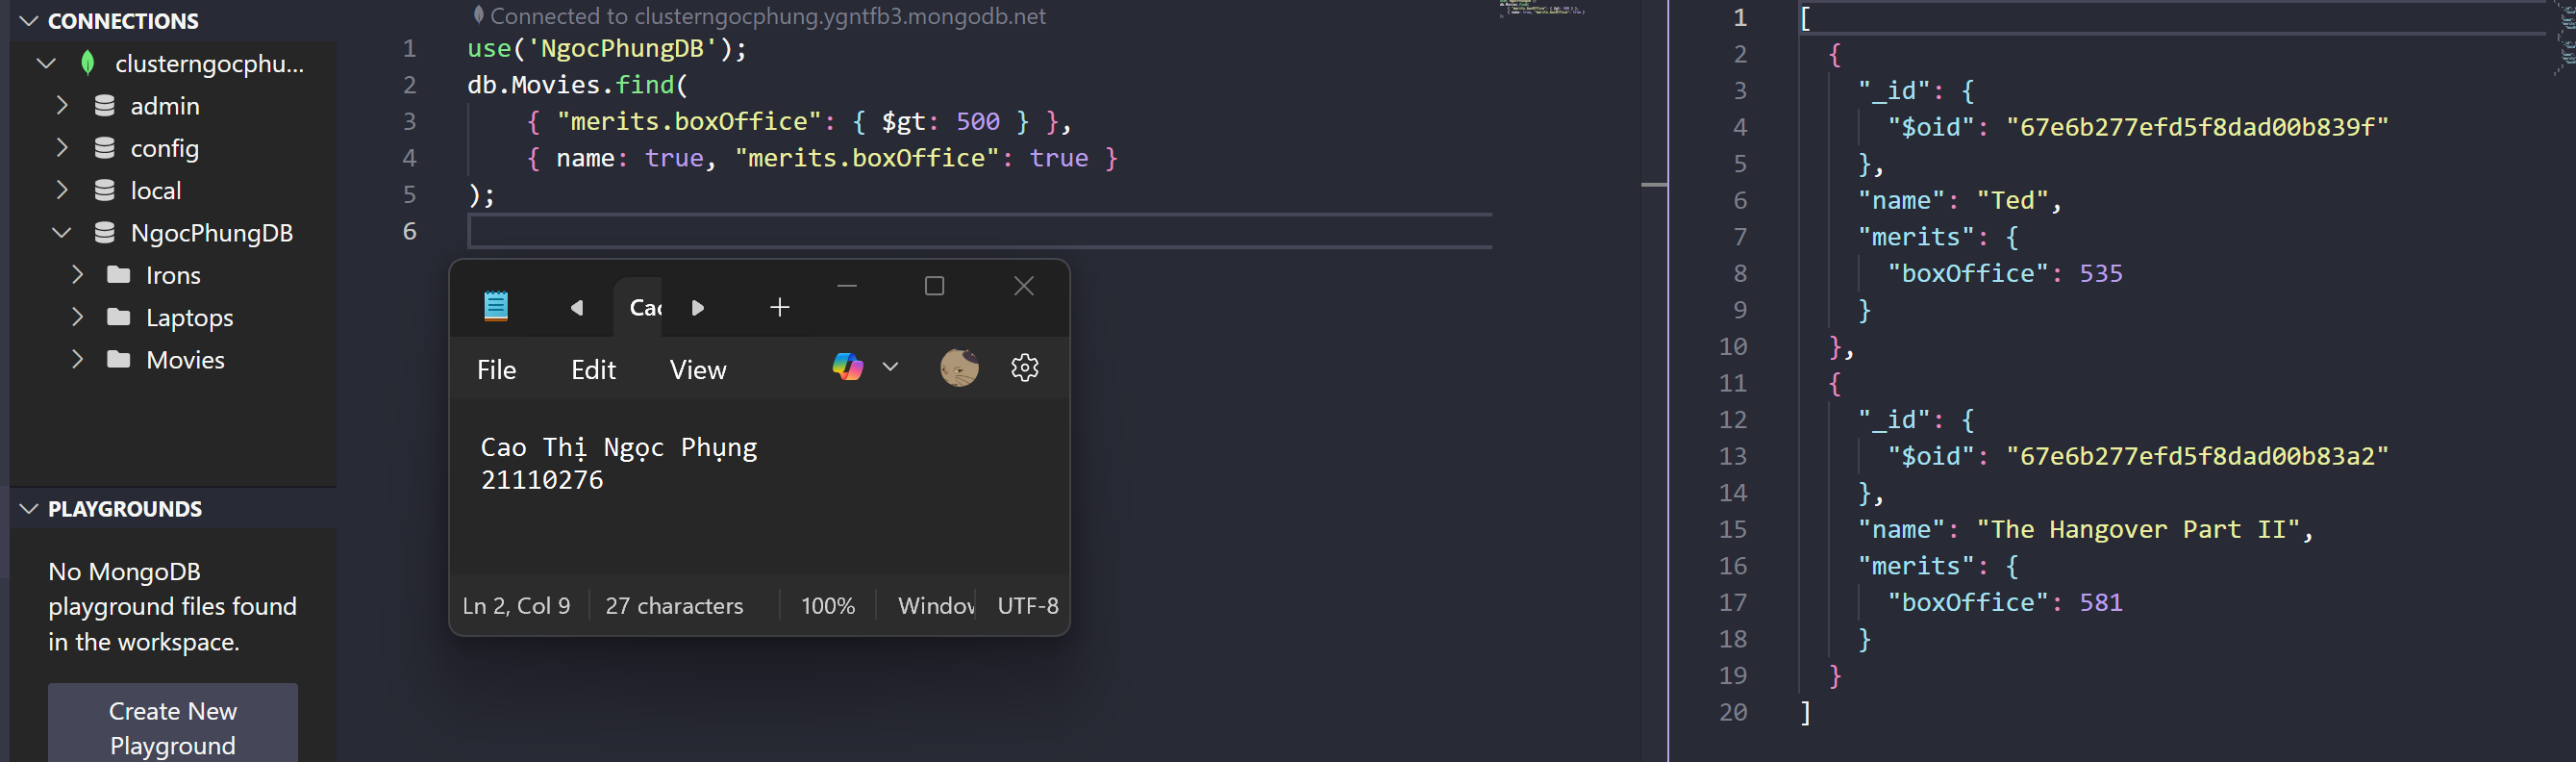 CONNECTIONS
clusterngocphu...
admin
config
local
NgocPhungDB
Irons
Laptops
Movies
PLAYGROUNDS
No MongoDB
playground files found
in the workspace.
Create New
Playground
Connected to clusterngocphung.ygntfb3.mongodb.net
1 use('NgocPhungDB');
2 db.Movies.find(
3 { "merits.boxOffice": { $gt: 500 } },
4 { name: true, "merits.boxOffice": true }
5 );
6
Cao
File Edit View
Cao Thị Ngọc Phụng
21110276
Ln 2, Col 9 27 characters 100% Window UTF-8
1 [
2 {
3 "_id": {
4 "$oid": "67e6b277efd5f8dad00b839f"
5 },
6 "name": "Ted",
7 "merits": {
8 "boxOffice": 535
9 }
10 },
11 {
12 "_id": {
13 "$oid": "67e6b277efd5f8dad00b83a2"
14 },
15 "name": "The Hangover Part II",
16 "merits": {
17 "boxOffice": 581
18 }
19 }
20 ]